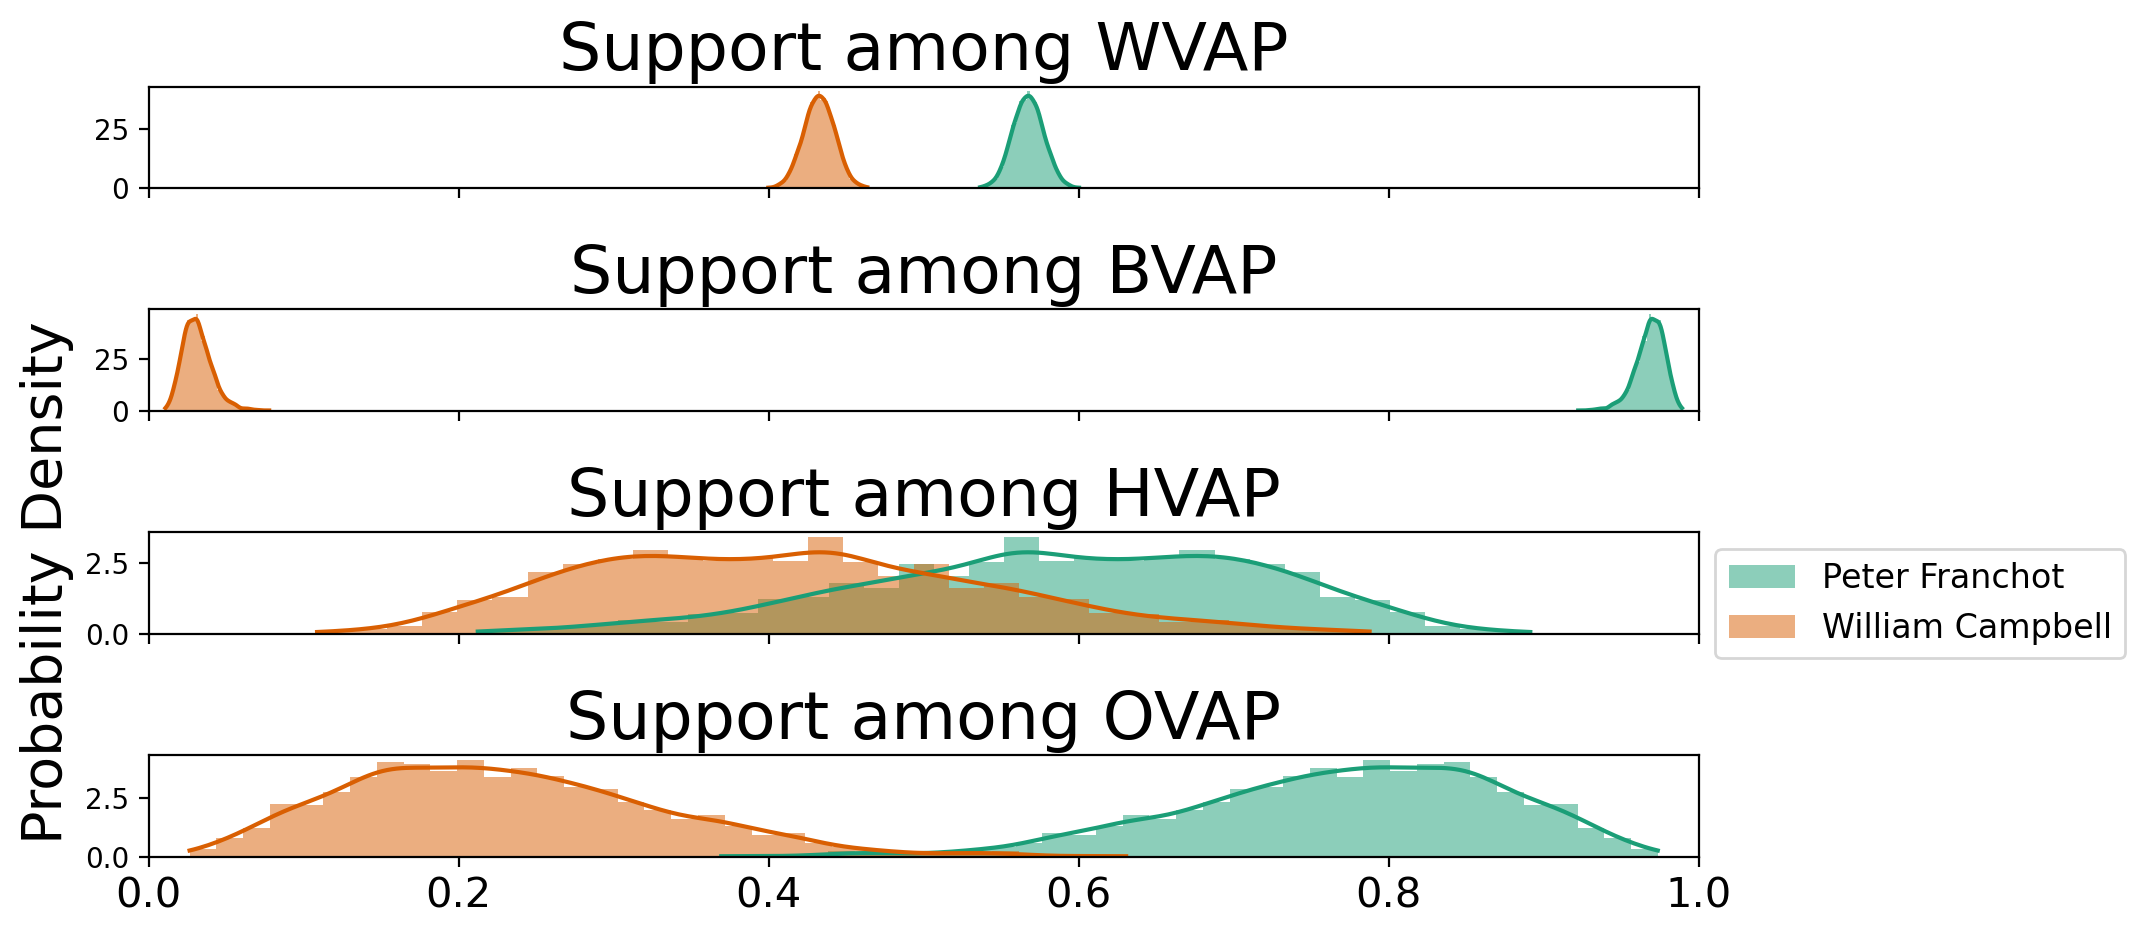 Support among WVAP
25
0
Support among BVAP
25
0
Support among HVAP
2.5
0.0
Support among OVAP
2.5
0.0
0.0 0.2 0.4 0.6 0.8 1.0
Probability Density
Peter Franchot
William Campbell